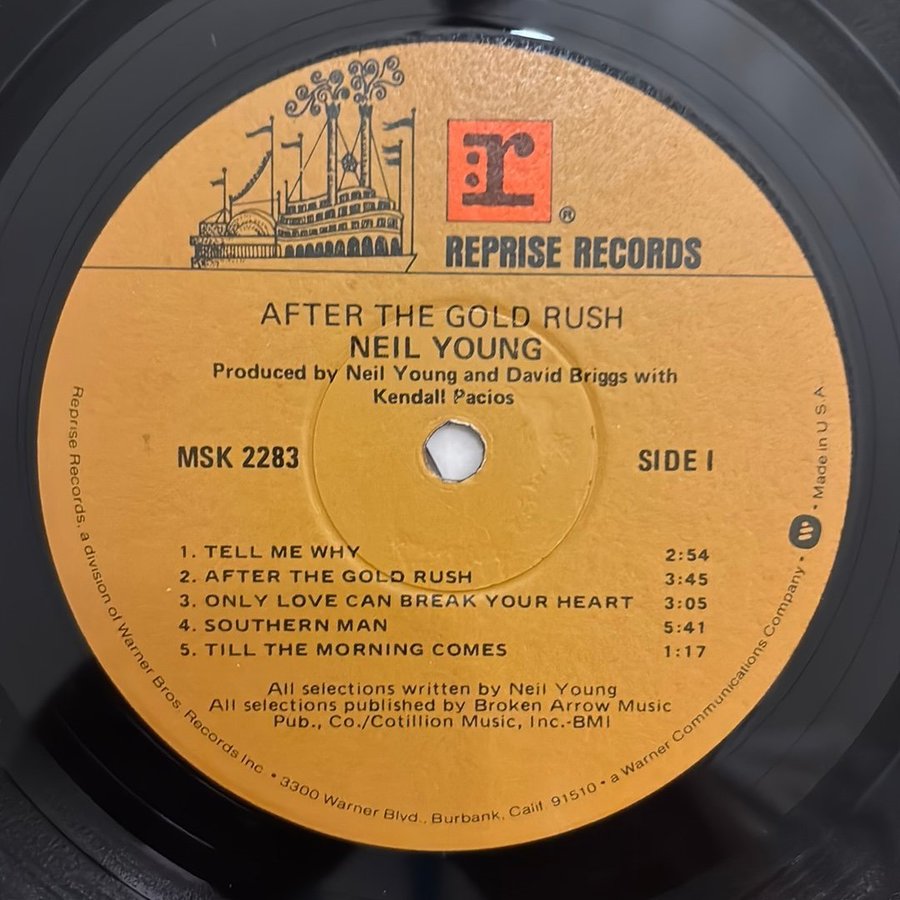 r
®
REPRISE RECORDS
AFTER THE GOLD RUSH
NEIL YOUNG
Produced by Neil Young and David Briggs with
Kendall Pacios
MSK 2283
SIDE 1
1. TELL ME WHY 2:54
2. AFTER THE GOLD RUSH 3:45
3. ONLY LOVE CAN BREAK YOUR HEART 3:05
4. SOUTHERN MAN 5:41
5. TILL THE MORNING COMES 1:17
All selections written by Neil Young
All selections published by Broken Arrow Music
Pub., Co./Cotillion Music, Inc.-BMI
Reprise Records, a division of Warner Bros. Records Inc • 3300 Warner Blvd., Burbank, Calif. 91510 • a Warner Communications Company • W • Made in U.S.A